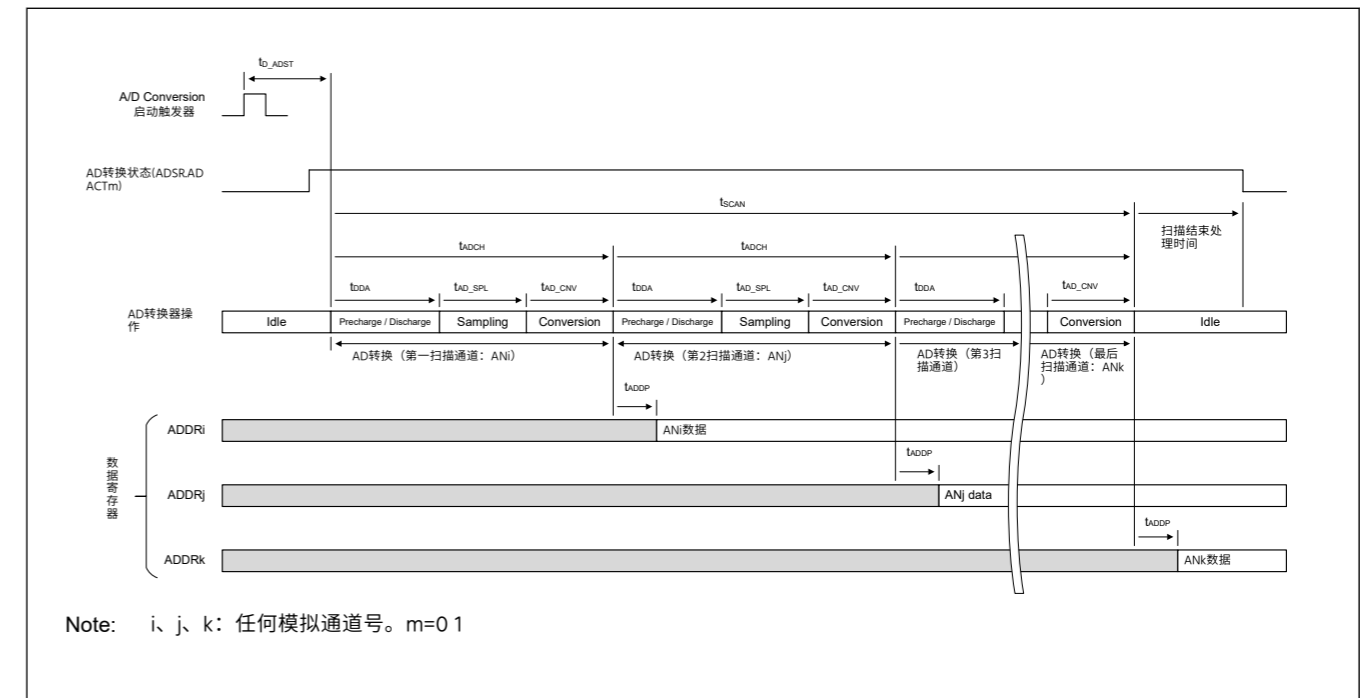 tD_ADST
A/D Conversion
启动触发器
AD转换状态(ADSR,AD
ACTm)
tSCAN
扫描结束处
理时间
tADCH
tADCH
tDDA
tAD_SPL
tAD_CNV
tDDA
tAD_SPL
tAD_CNV
tDDA
tAD_CNV
AD转换器操
作
Idle
Precharge / Discharge
Sampling
Conversion
Precharge / Discharge
Sampling
Conversion
Precharge / Discharge
Conversion
Idle
AD转换（第一扫描通道：ANi）
AD转换（第2扫描通道：ANj）
AD转换（第3扫
描通道）
AD转换（最后
扫描通道：ANk
）
tADDP
数据寄存器
ADDRi
ANi数据
tADDP
ADDRj
ANj data
tADDP
ADDRk
ANk数据
Note: i、j、k：任何模拟通道号。m=0 1